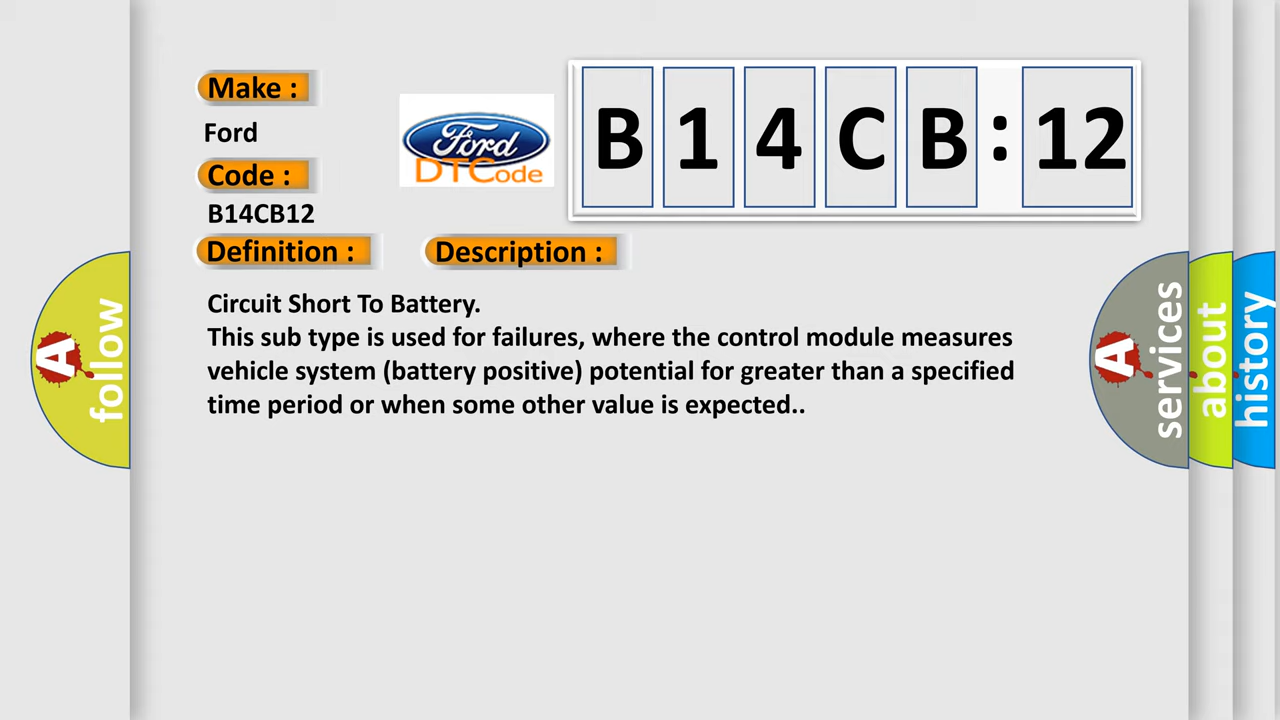 Make :
Ford
Code :
B14CB12
Ford
DTCode
B14CB:12
Definition :
Description :
Circuit Short To Battery.
This sub type is used for failures, where the control module measures
vehicle system (battery positive) potential for greater than a specified
time period or when some other value is expected..
A
follow
A
services
about
history